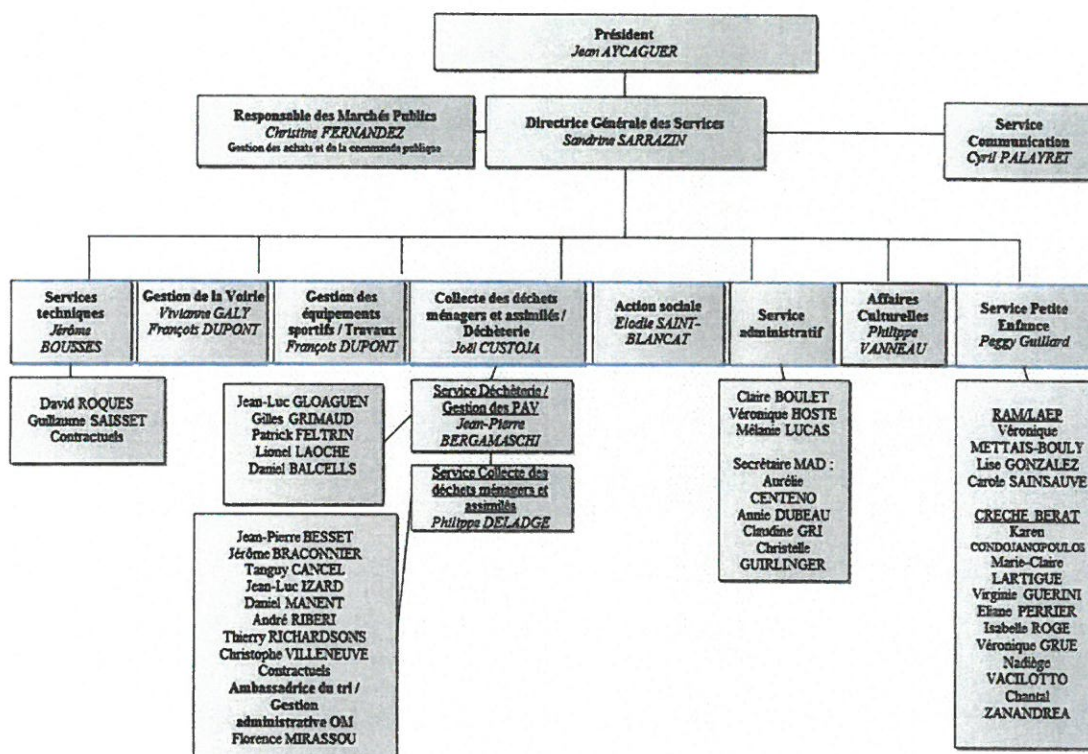 Président
Jean AYCAGUER
Responsable des Marchés Publics
Christine FERNANDEZ
Gestion des achats et de la commande publique
Directrice Générale des Services
Sandrine SARRAZIN
Service
Communication
Cyril PALAYRET
Services
techniques
Jérôme
BOUSSES
Gestion de la Voirie
Vivianne GALY
François DUPONT
Gestion des
équipements
sportifs / Travaux
François DUPONT
Collecte des déchets
ménagers et assimilés /
Déchèterie
Joël CUSTOJA
Action sociale
Elodie SAINT-
BLANCAT
Service
administratif
Affaires
Culturelles
Philippe
VANNEAU
Service Petite
Enfance
Peggy Guillard
David ROQUES
Guillaume SAISSET
Contractuels
Jean-Luc GLOAGUEN
Gilles GRIMAUD
Patrick FELTRIN
Lionel LAOCHE
Daniel BALCELLS
Service Déchèterie /
Gestion des PAV
Jean-Pierre
BERGAMASCHI
Service Collecte des
déchets ménagers et
assimilés
Philippe DELADGE
Jean-Pierre BESSET
Jérôme BRACONNIER
Tanguy CANCEL
Jean-Luc IZARD
Daniel MANENT
André RIBERI
Thierry RICHARDSONS
Christophe VILLENEUVE
Contractuels
Ambassadrice du tri /
Gestion
administrative OM
Florence MIRASSOU
Claire BOULET
Véronique HOSTE
Mélanie LUCAS
Secrétaire MAD :
Aurélie
CENTENO
Annie DUBEAU
Claudine GRI
Christelle
GUIRLINGER
RAM/LAEP
Véronique
METTAIS-BOULY
Lise GONZALEZ
Carole SAINSAUVE
CRECHE BERAT
Karen
CONDOJANOPOULOS
Marie-Claire
LARTIGUE
Virginie GUERINI
Eliane PERRIER
Isabelle ROGE
Véronique GRUE
Nadiège
VACILOTTO
Chantal
ZANANDREA